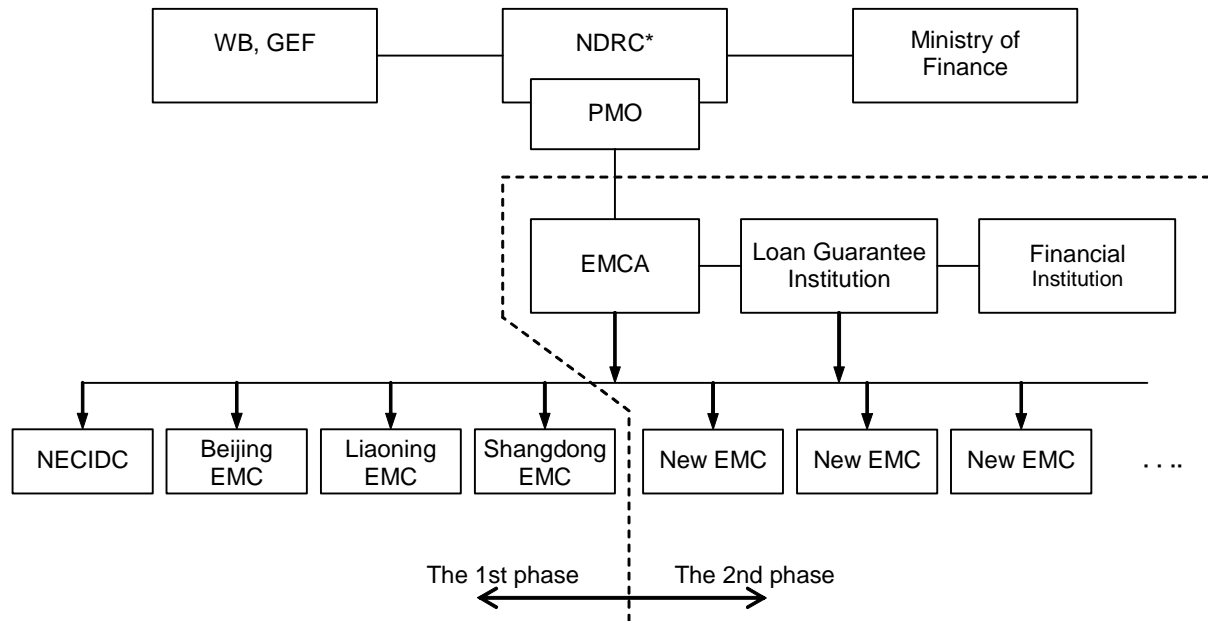 WB, GEF
NDRC*
Ministry of
Finance
PMO
EMCA
Loan Guarantee
Institution
Financial
Institution
NECIDC
Beijing
EMC
Liaoning
EMC
Shangdong
EMC
New EMC
New EMC
New EMC
. . ..
The 1st phase
The 2nd phase